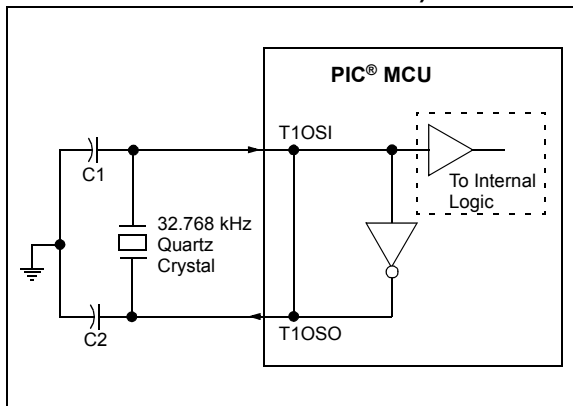 PIC® MCU
T1OSI
C1
To Internal
Logic
32.768 kHz
Quartz
Crystal
C2
T1OSO